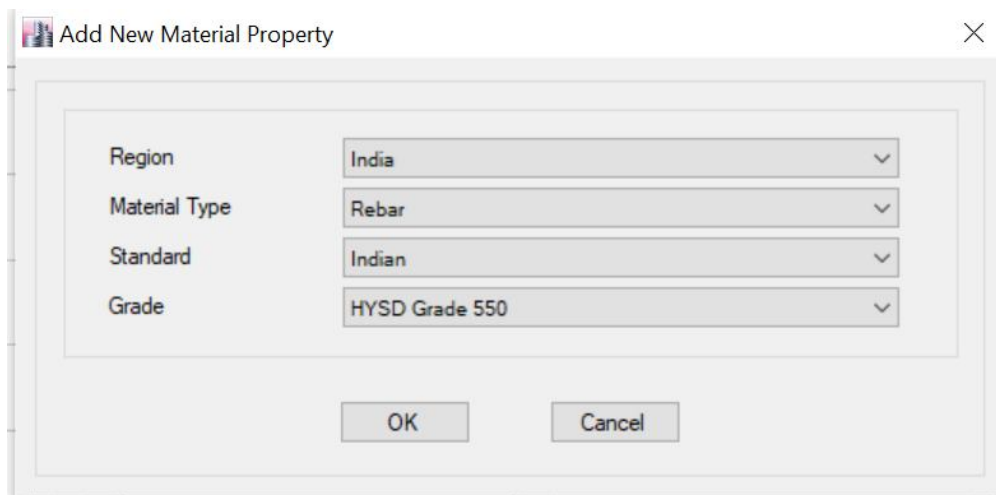 Add New Material Property
Region India
Material Type Rebar
Standard Indian
Grade HYSD Grade 550
OK Cancel